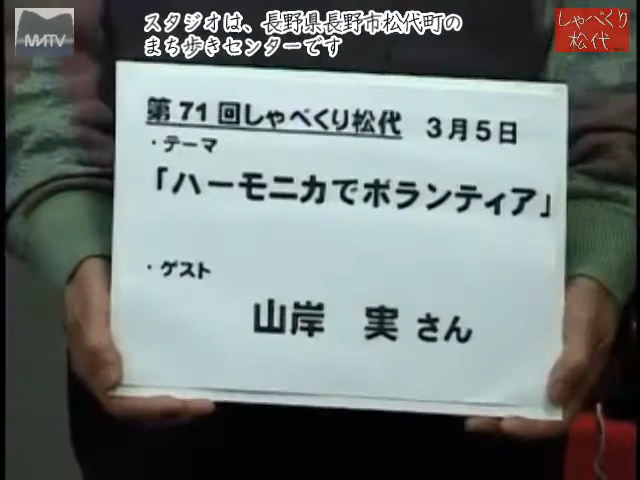 MATV
スタジオは、長野県長野市松代町の
まち歩きセンターです
しゃべくり
松代
第71回しゃべくり松代 3月5日
・テーマ
「ハーモニカでボランティア」
・ゲスト
山岸 実さん